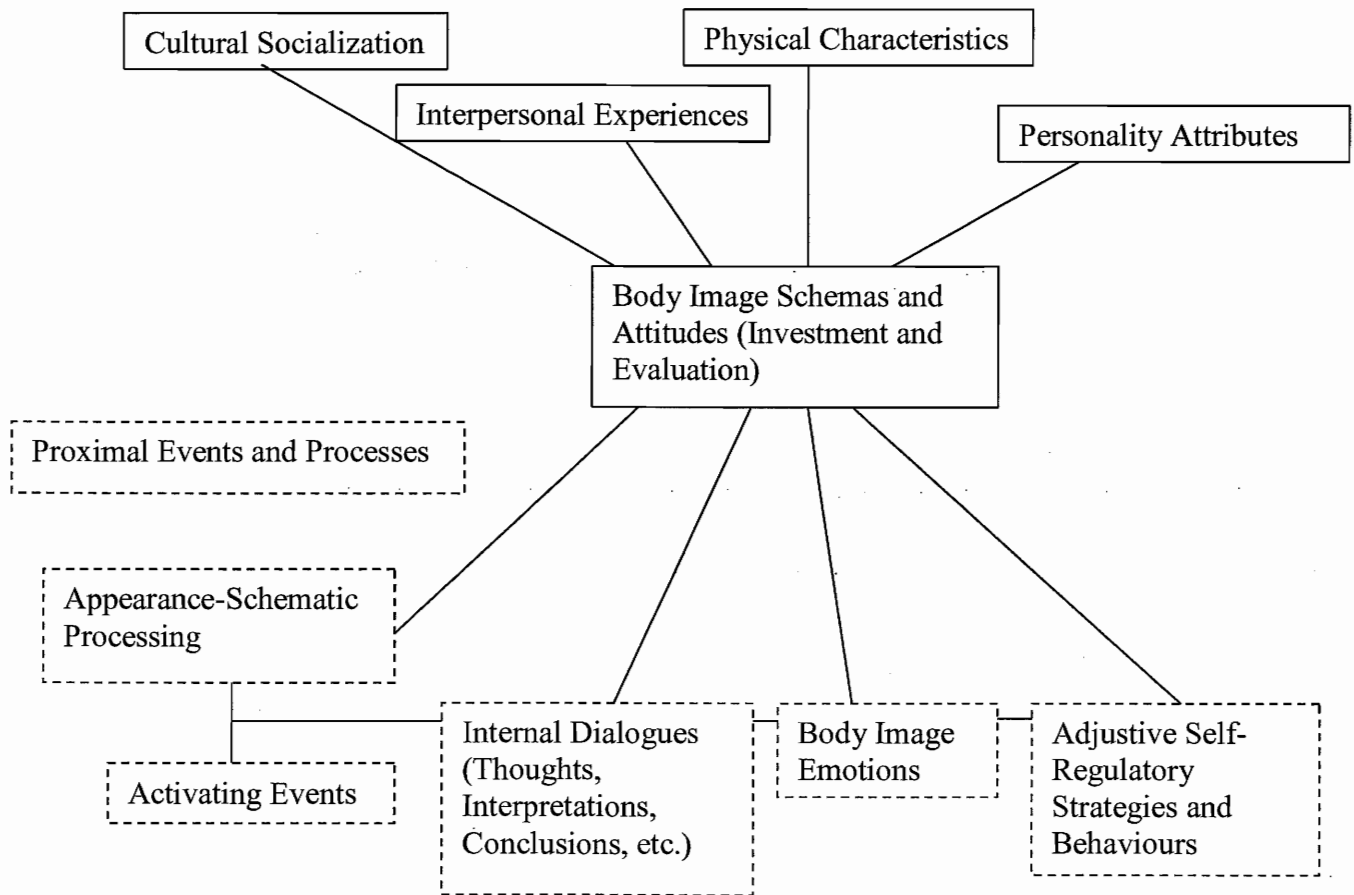 Cultural Socialization
Physical Characteristics
Interpersonal Experiences
Personality Attributes
Body Image Schemas and
Attitudes (Investment and
Evaluation)
Proximal Events and Processes
Appearance-Schematic
Processing
Activating Events
Internal Dialogues
(Thoughts,
Interpretations,
Conclusions, etc.)
Body Image
Emotions
Adjustive Self-
Regulatory
Strategies and
Behaviours